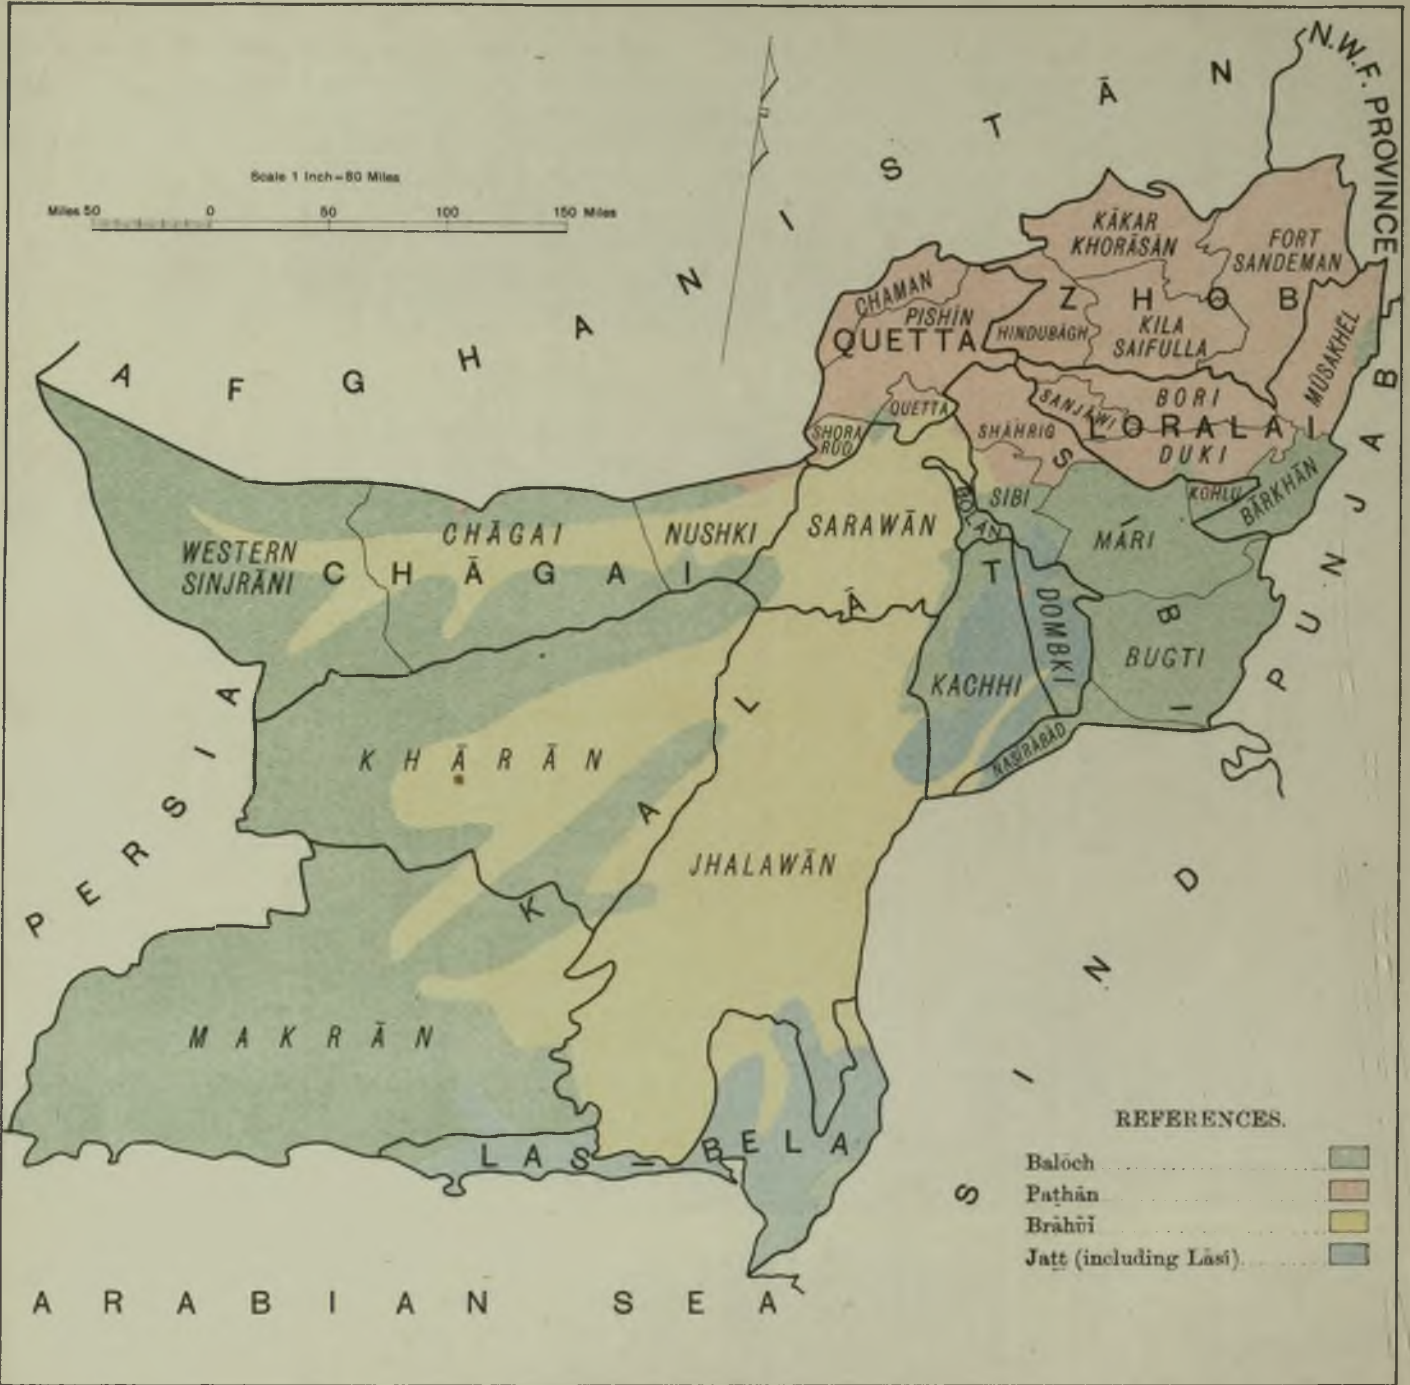 N.W.F. PROVINCE
AFGHANISTĀN
Scale 1 Inch=80 Miles
Miles 50 0 50 100 150 Miles
KĀKAR
KHORĀSĀN
FORT
SANDEMAN
ZHOB
CHAMAN
PISHĪN
QUETTA
HINDUBĀGH
KILA
SAIFULLA
MŪSAKHĒL
QUETTA
SHORA
RUD
SHĀHRIG
SANJĀWI
BORI
LORALAI
DUKI
KOHLU
BĀRKHĀN
PUNJAB
SIBI
SIBI
BOLAN
MĀRI
WESTERN
SINJRĀNI
CHĀGAI
NUSHKI
CHĀGAI
SARAWĀN
DOMBKI
BUGTI
KACHHI
NASĪRĀBĀD
KALĀT
KHĀRĀN
PERSIA
JHALAWĀN
MAKRĀN
SIND
LAS-BELA
ARABIAN SEA
REFERENCES.
Balōch
Paṭhān
Brāhūī
Jaṭṭ (including Lāsī)